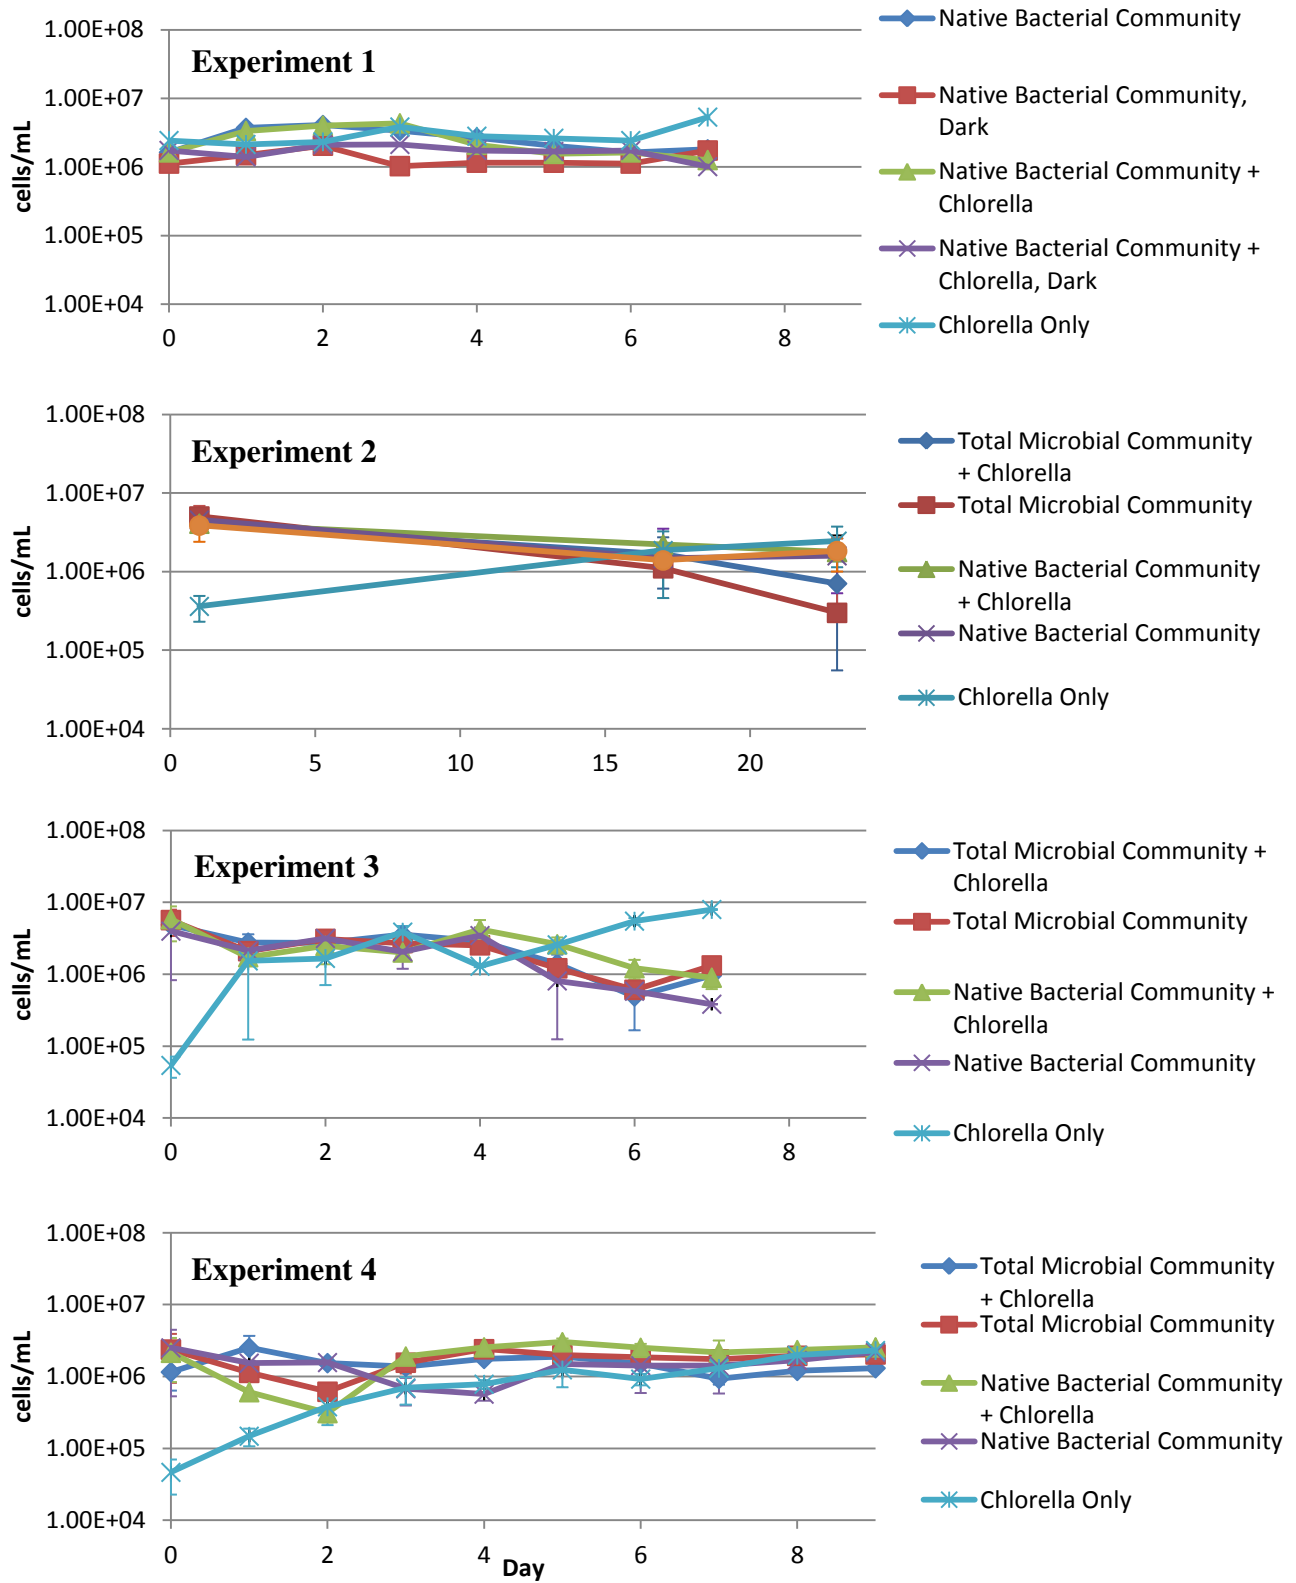 1.00E+08
1.00E+07
1.00E+06
1.00E+05
1.00E+04
cells/mL
Experiment 1
0
2
4
6
8
Native Bacterial Community
Native Bacterial Community,
Dark
Native Bacterial Community +
Chlorella
Native Bacterial Community +
Chlorella, Dark
Chlorella Only
1.00E+08
1.00E+07
1.00E+06
1.00E+05
1.00E+04
cells/mL
Experiment 2
0
5
10
15
20
Total Microbial Community
+ Chlorella
Total Microbial Community
Native Bacterial Community
+ Chlorella
Native Bacterial Community
Chlorella Only
1.00E+08
1.00E+07
1.00E+06
1.00E+05
1.00E+04
cells/mL
Experiment 3
0
2
4
6
8
Total Microbial Community +
Chlorella
Total Microbial Community
Native Bacterial Community +
Chlorella
Native Bacterial Community
Chlorella Only
1.00E+08
1.00E+07
1.00E+06
1.00E+05
1.00E+04
cells/mL
Experiment 4
0
2
4
6
8
Day
Total Microbial Community
+ Chlorella
Total Microbial Community
Native Bacterial Community
+ Chlorella
Native Bacterial Community
Chlorella Only